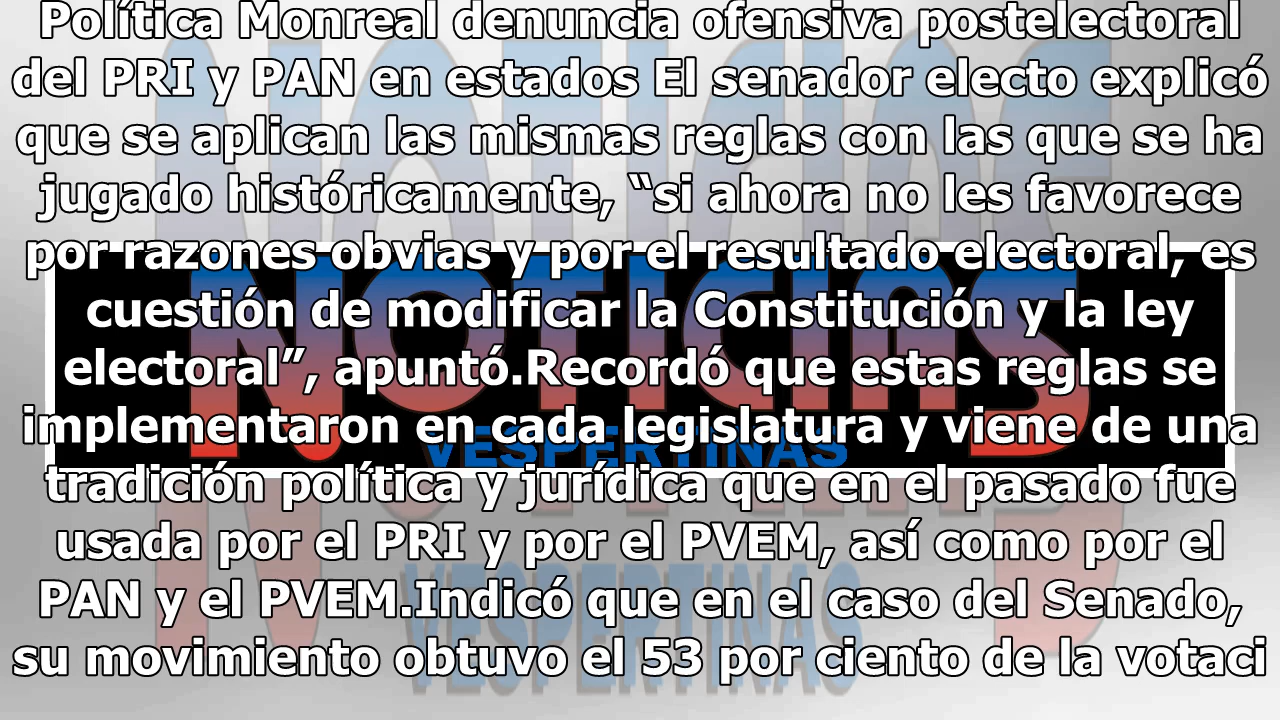 Política Monreal denuncia ofensiva postelectoral
del PRI y PAN en estados El senador electo explicó
que se aplican las mismas reglas con las que se ha
jugado históricamente, “si ahora no les favorece
por razones obvias y por el resultado electoral, es
cuestión de modificar la Constitución y la ley
electoral”, apuntó.Recordó que estas reglas se
implementaron en cada legislatura y viene de una
tradición política y jurídica que en el pasado fue
usada por el PRI y por el PVEM, así como por el
PAN y el PVEM.Indicó que en el caso del Senado,
su movimiento obtuvo el 53 por ciento de la votaci
NOTICIAS
VESPERTINAS
NOTICIAS
VESPERTINAS